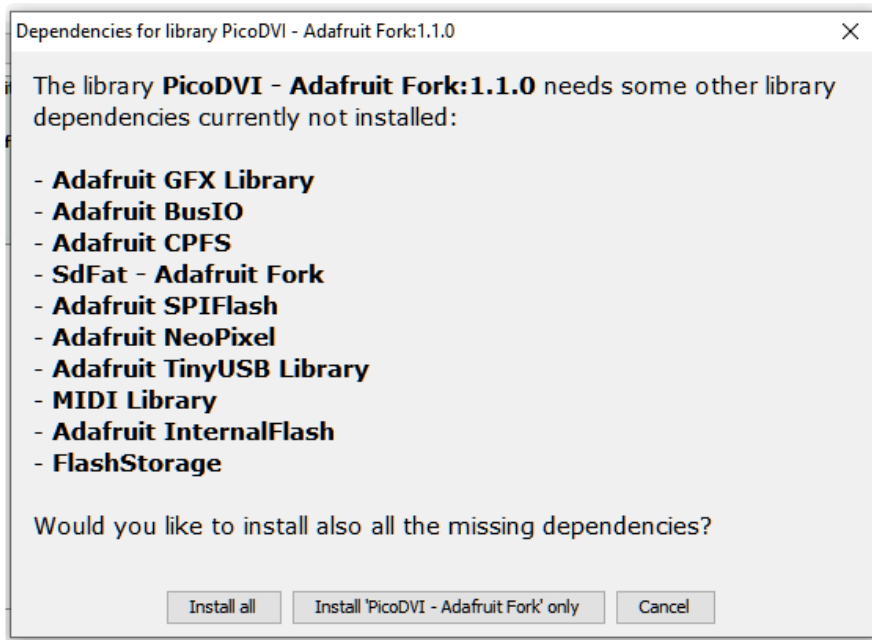 Dependencies for library PicoDVI - Adafruit Fork:1.1.0
The library PicoDVI - Adafruit Fork:1.1.0 needs some other library
dependencies currently not installed:
- Adafruit GFX Library
- Adafruit BusIO
- Adafruit CPFS
- SdFat - Adafruit Fork
- Adafruit SPIFlash
- Adafruit NeoPixel
- Adafruit TinyUSB Library
- MIDI Library
- Adafruit InternalFlash
- FlashStorage
Would you like to install also all the missing dependencies?
Install all
Install 'PicoDVI - Adafruit Fork' only
Cancel